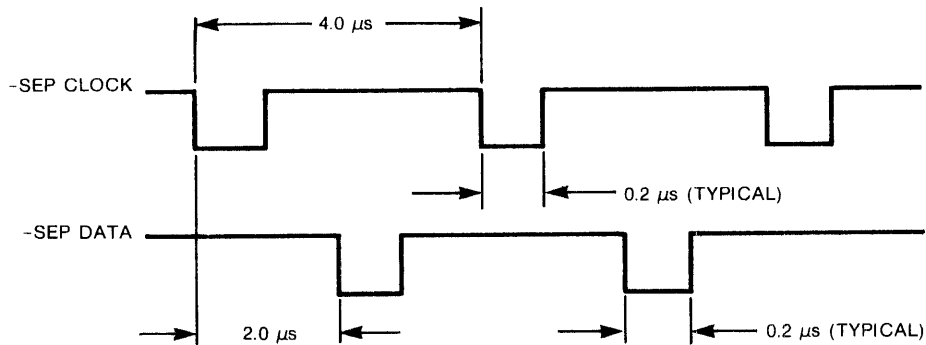 4.0 μs
-SEP CLOCK
0.2 μs (TYPICAL)
-SEP DATA
2.0 μs
0.2 μs (TYPICAL)